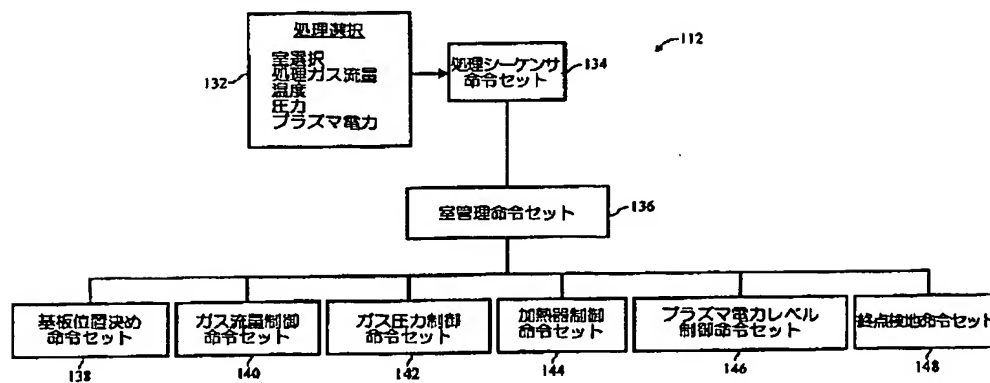 処理選択
室選択
処理ガス流量
温度
圧力
プラズマ電力
132
処理シーケンサ
命令セット
134
112
室管理命令セット
136
基板位置決め
命令セット
138
ガス流量制御
命令セット
140
ガス圧力制御
命令セット
142
加熱器制御
命令セット
144
プラズマ電力レベル
制御命令セット
146
終点検地命令セット
148